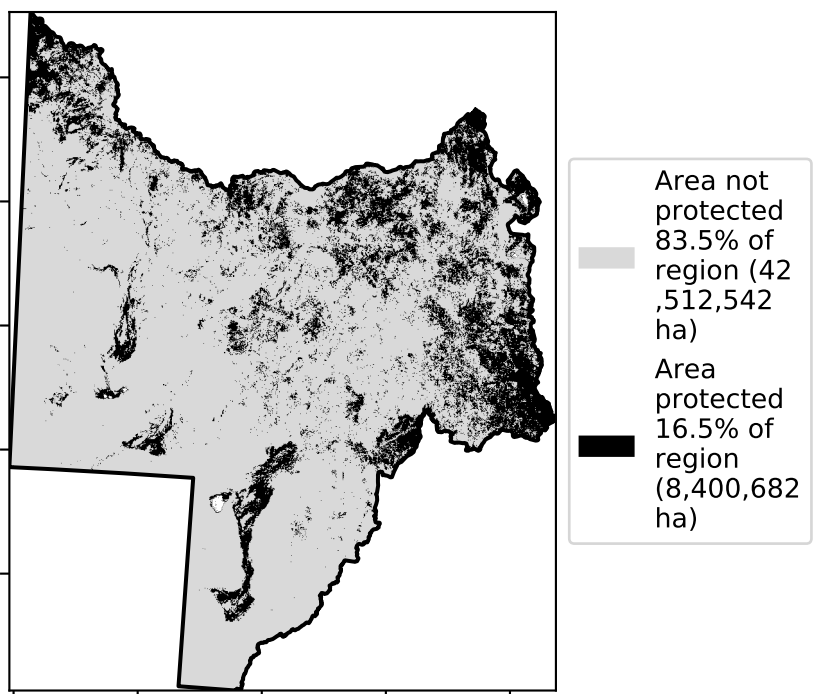 Area not
protected
83.5% of
region (42
,512,542
ha)
Area
protected
16.5% of
region
(8,400,682
ha)